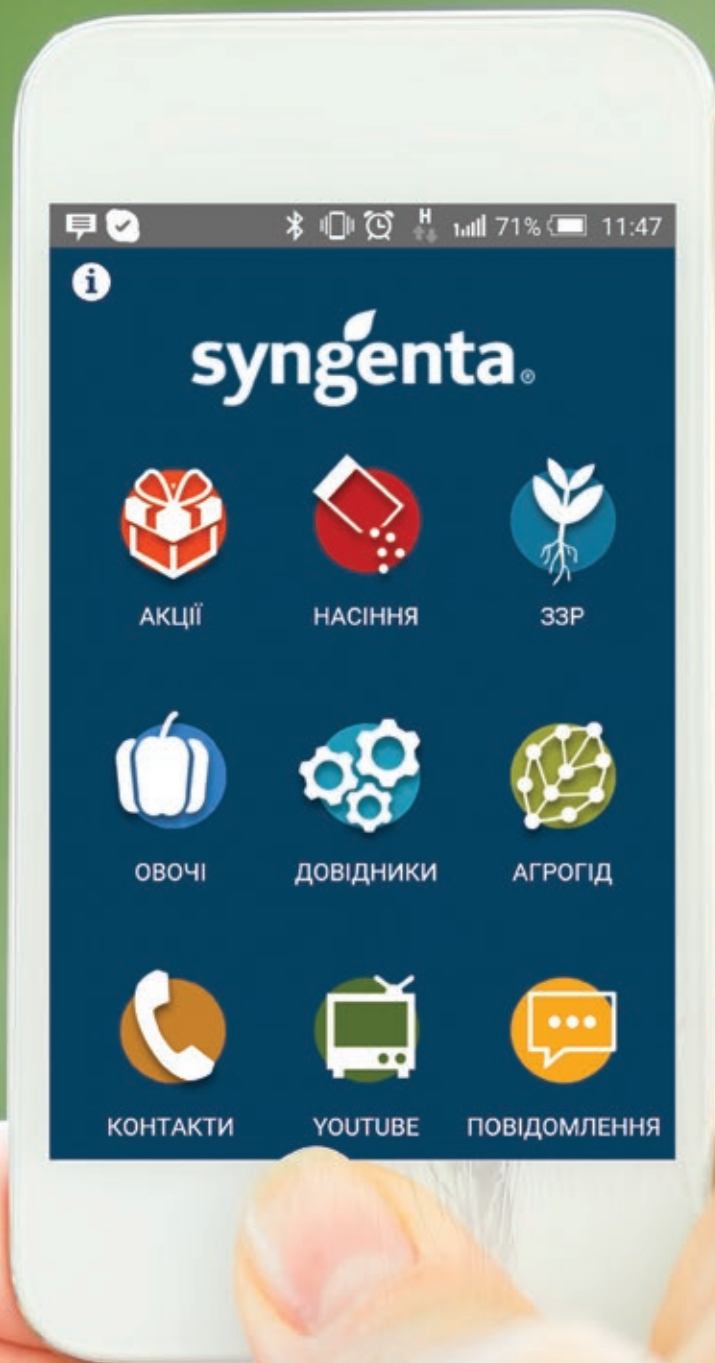 H 71% 11:47
i
syngenta®
АКЦІЇ НАСІННЯ ЗЗР
ОВОЧІ ДОВІДНИКИ АГРОГІД
КОНТАКТИ YOUTUBE ПОВІДОМЛЕННЯ